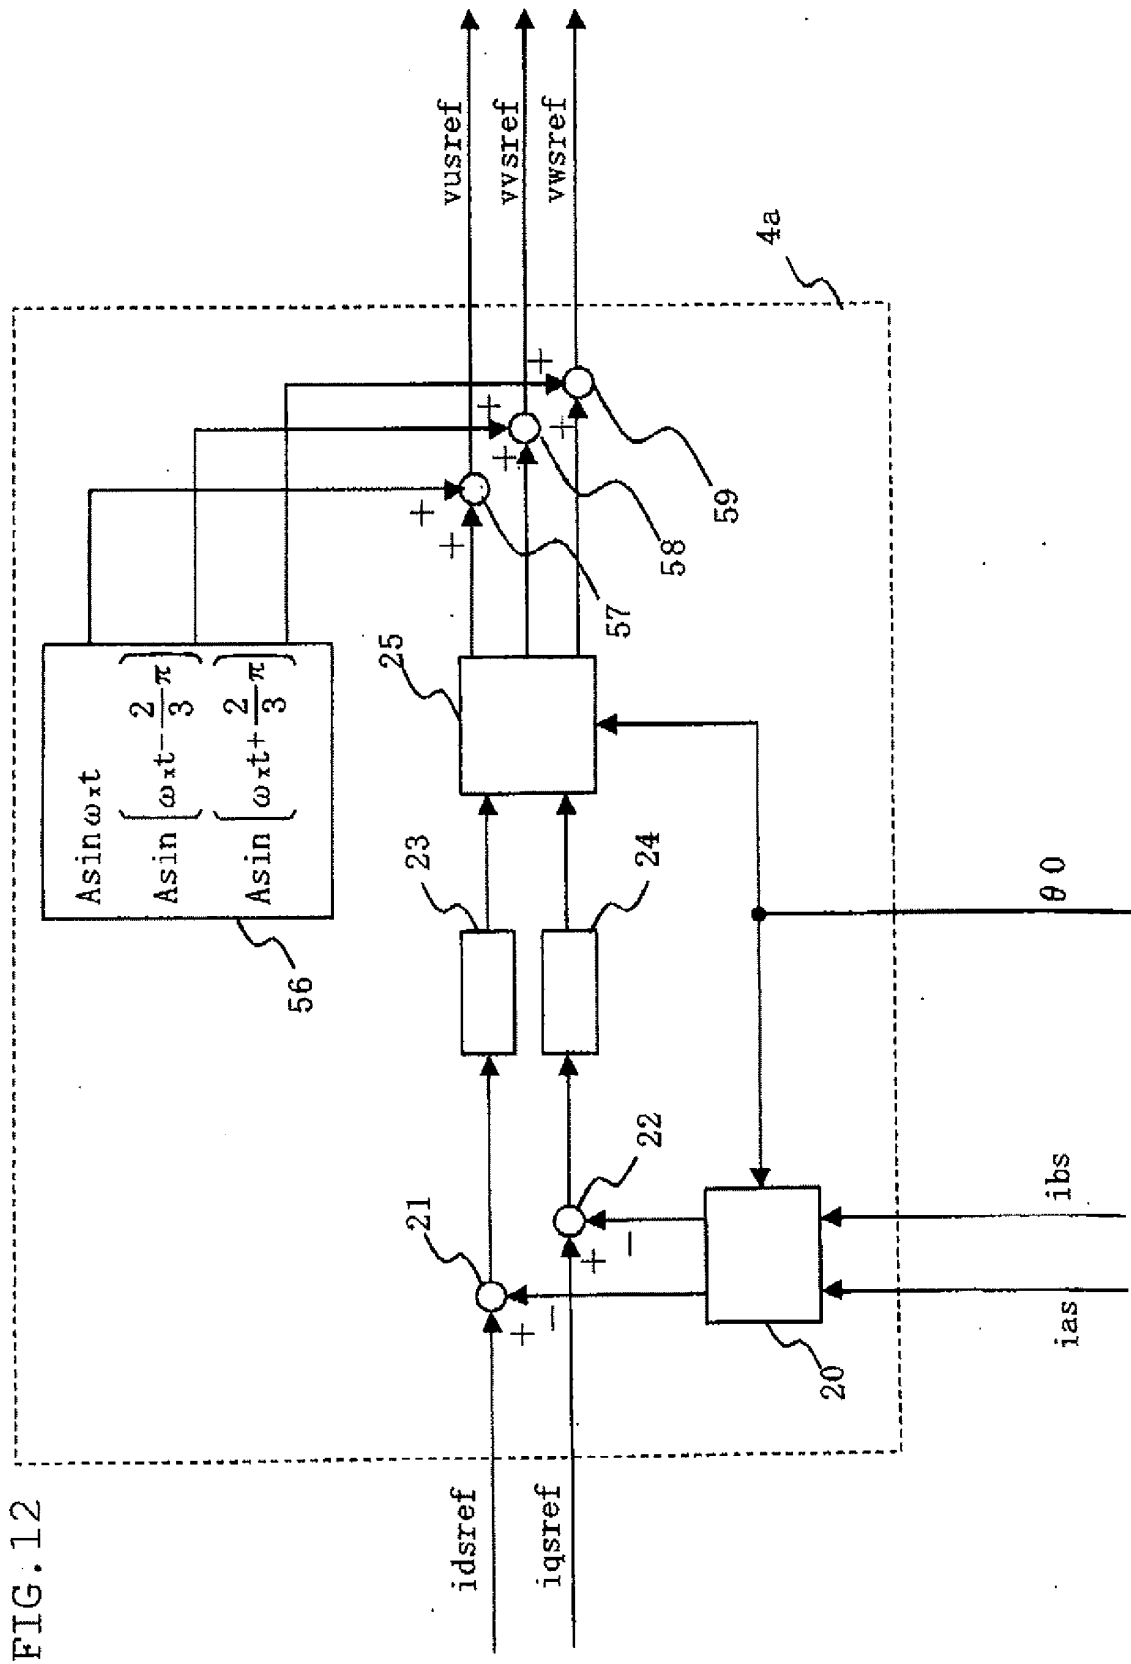 FIG.12
Asinωxt
Asin(ωxt-2/3π)
Asin(ωxt+2/3π)
56
vusref
vvsref
vwsref
4a
+
+
+
+
+
+
57
58
59
25
23
24
21
22
idsref
iqsref
+
-
+
-
20
ias
ibs
θ0